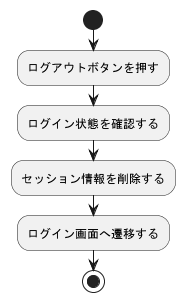 ログアウトボタンを押す
ログイン状態を確認する
セッション情報を削除する
ログイン画面へ遷移する